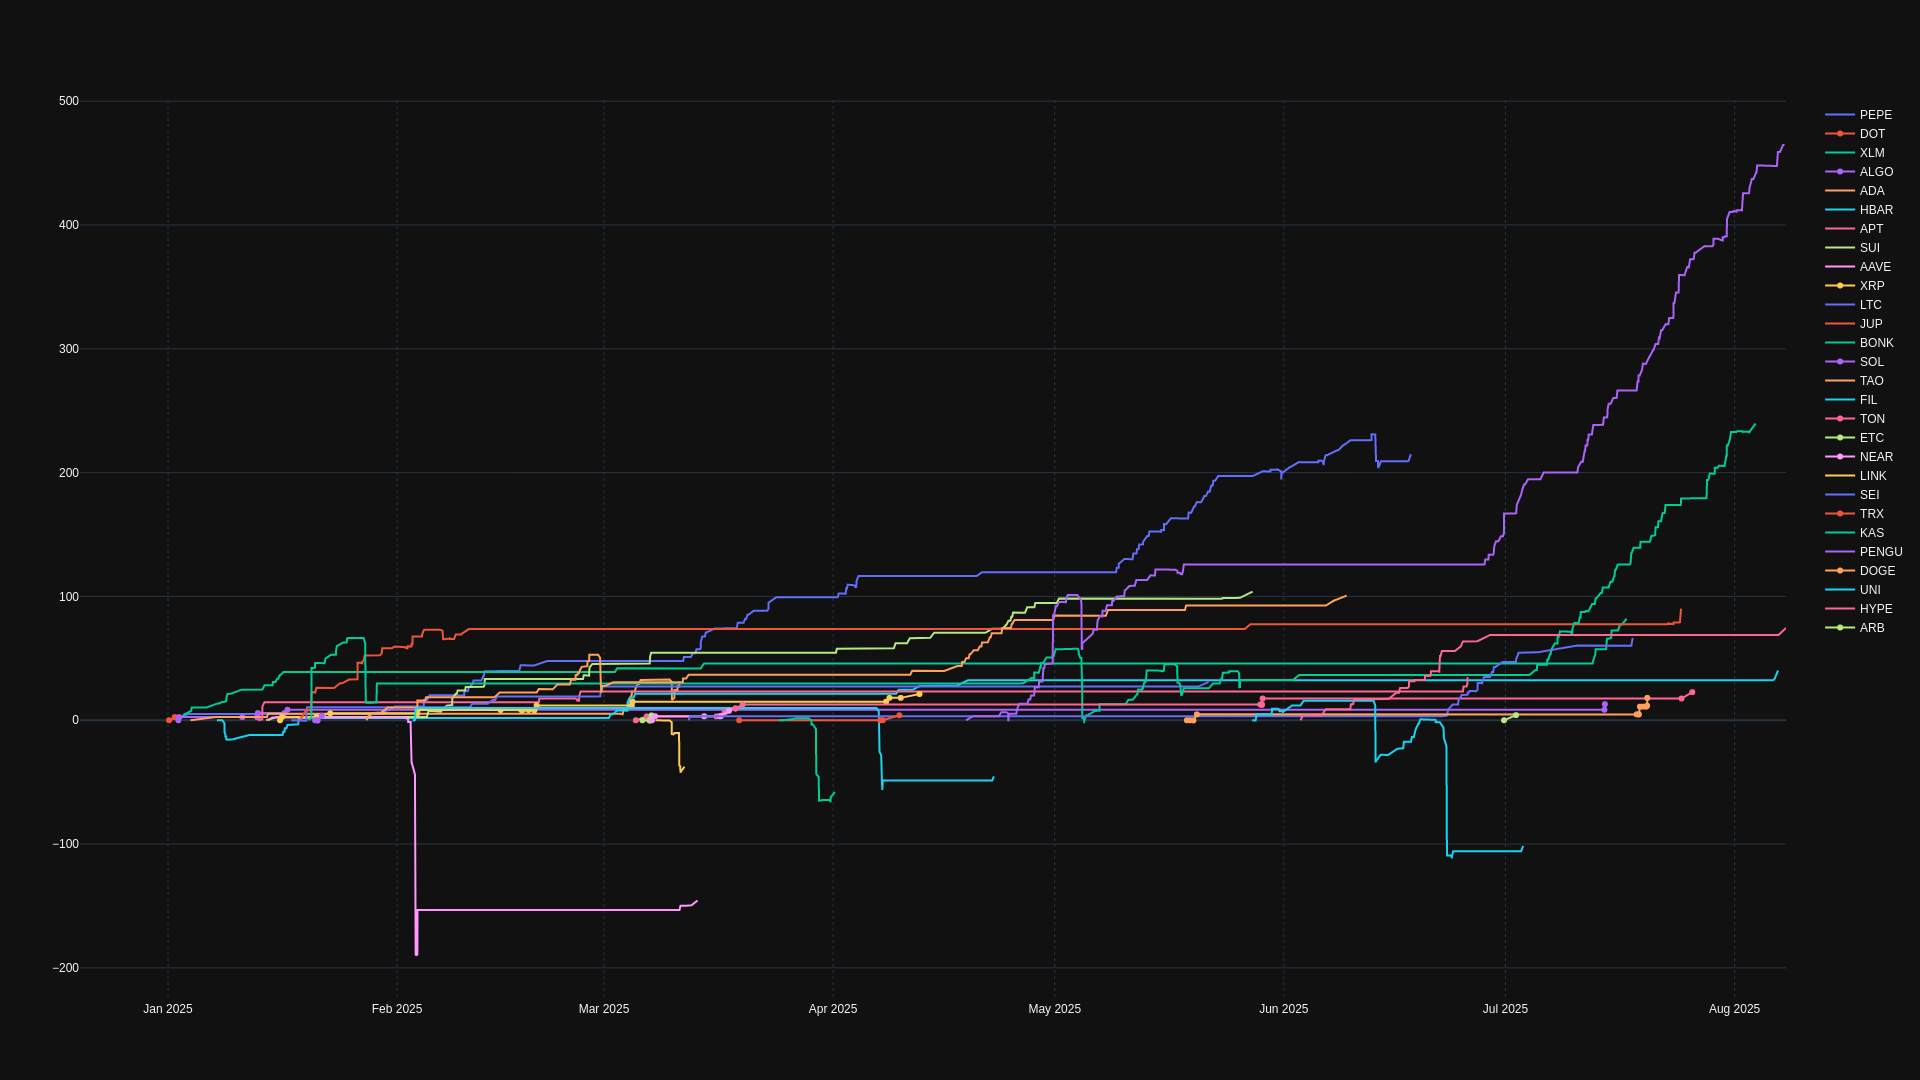 500
400
300
200
100
0
−100
−200
Jan 2025 Feb 2025 Mar 2025 Apr 2025 May 2025 Jun 2025 Jul 2025 Aug 2025
PEPE
DOT
XLM
ALGO
ADA
HBAR
APT
SUI
AAVE
XRP
LTC
JUP
BONK
SOL
TAO
FIL
TON
ETC
NEAR
LINK
SEI
TRX
KAS
PENGU
DOGE
UNI
HYPE
ARB